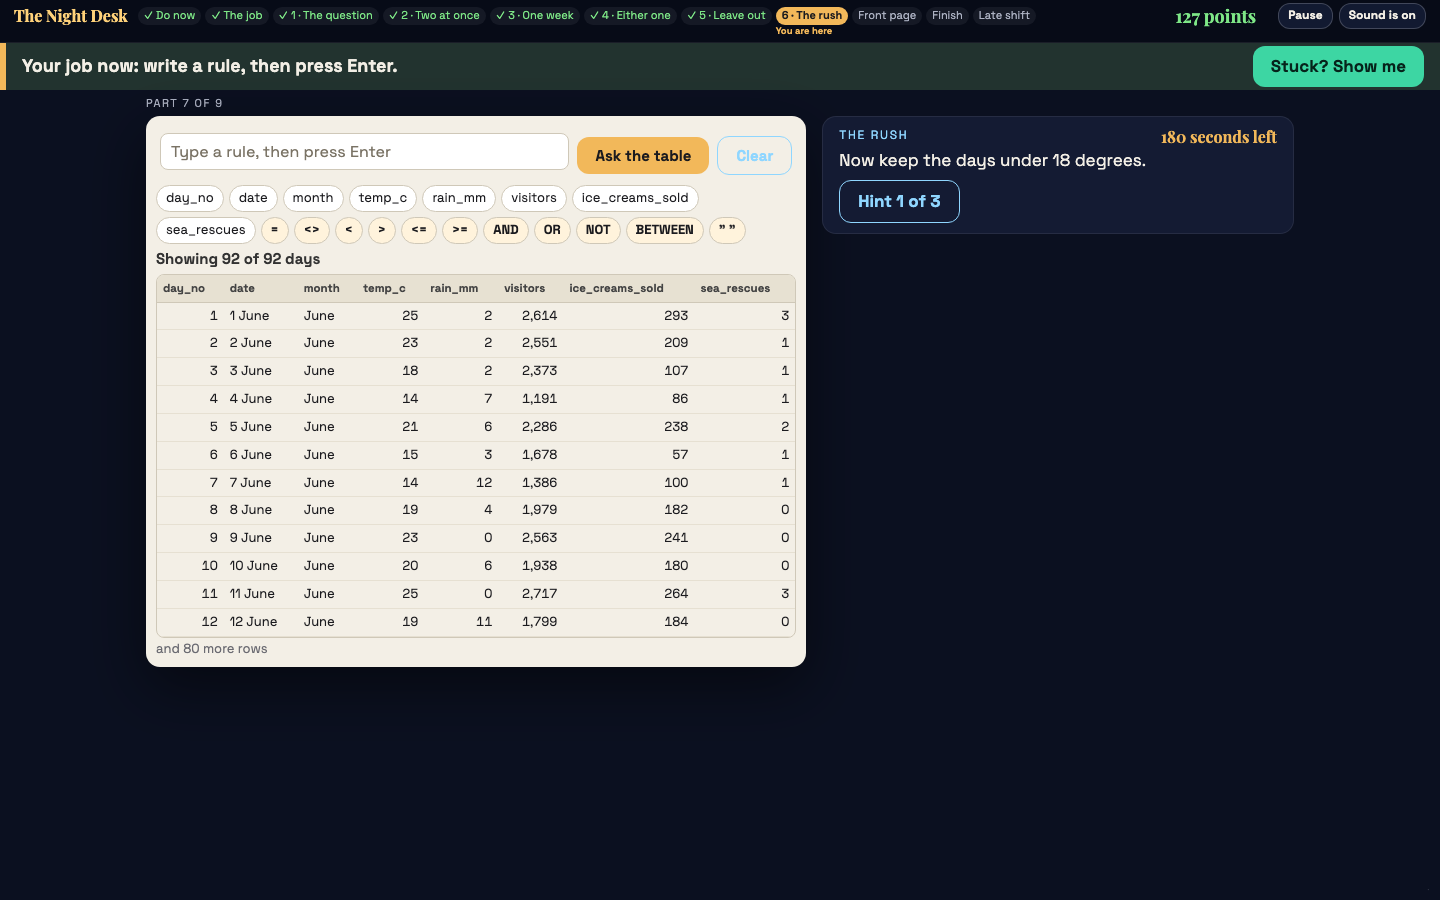 The Night Desk
✓ Do now
✓ The job
✓ 1 · The question
✓ 2 · Two at once
✓ 3 · One week
✓ 4 · Either one
✓ 5 · Leave out
6 · The rush
You are here
Front page
Finish
Late shift
127 points
Pause
Sound is on
Your job now: write a rule, then press Enter.
Stuck? Show me
PART 7 OF 9
Type a rule, then press Enter
Ask the table
Clear
day_no date month temp_c rain_mm visitors ice_creams_sold
sea_rescues = <> < > <= >= AND OR NOT BETWEEN " "
Showing 92 of 92 days
day_no date month temp_c rain_mm visitors ice_creams_sold sea_rescues
1 1 June June 25 2 2,614 293 3
2 2 June June 23 2 2,551 209 1
3 3 June June 18 2 2,373 107 1
4 4 June June 14 7 1,191 86 1
5 5 June June 21 6 2,286 238 2
6 6 June June 15 3 1,678 57 1
7 7 June June 14 12 1,386 100 1
8 8 June June 19 4 1,979 182 0
9 9 June June 23 0 2,563 241 0
10 10 June June 20 6 1,938 180 0
11 11 June June 25 0 2,717 264 3
12 12 June June 19 11 1,799 184 0
and 80 more rows
THE RUSH
180 seconds left
Now keep the days under 18 degrees.
Hint 1 of 3